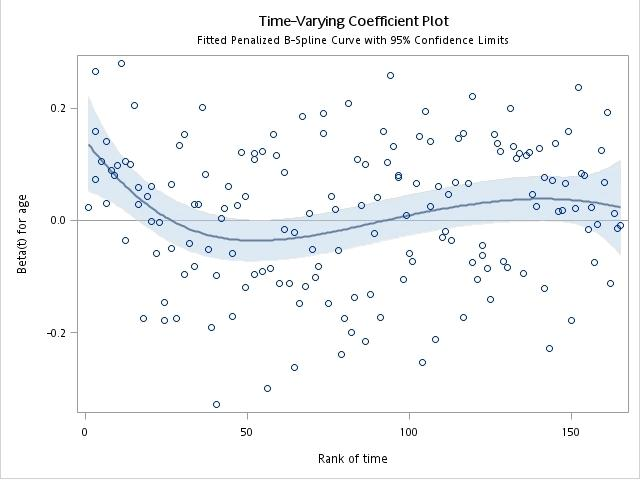 Time-Varying Coefficient Plot
Fitted Penalized B-Spline Curve with 95% Confidence Limits
Beta(t) for age
0.2
0.0
-0.2
0 50 100 150
Rank of time